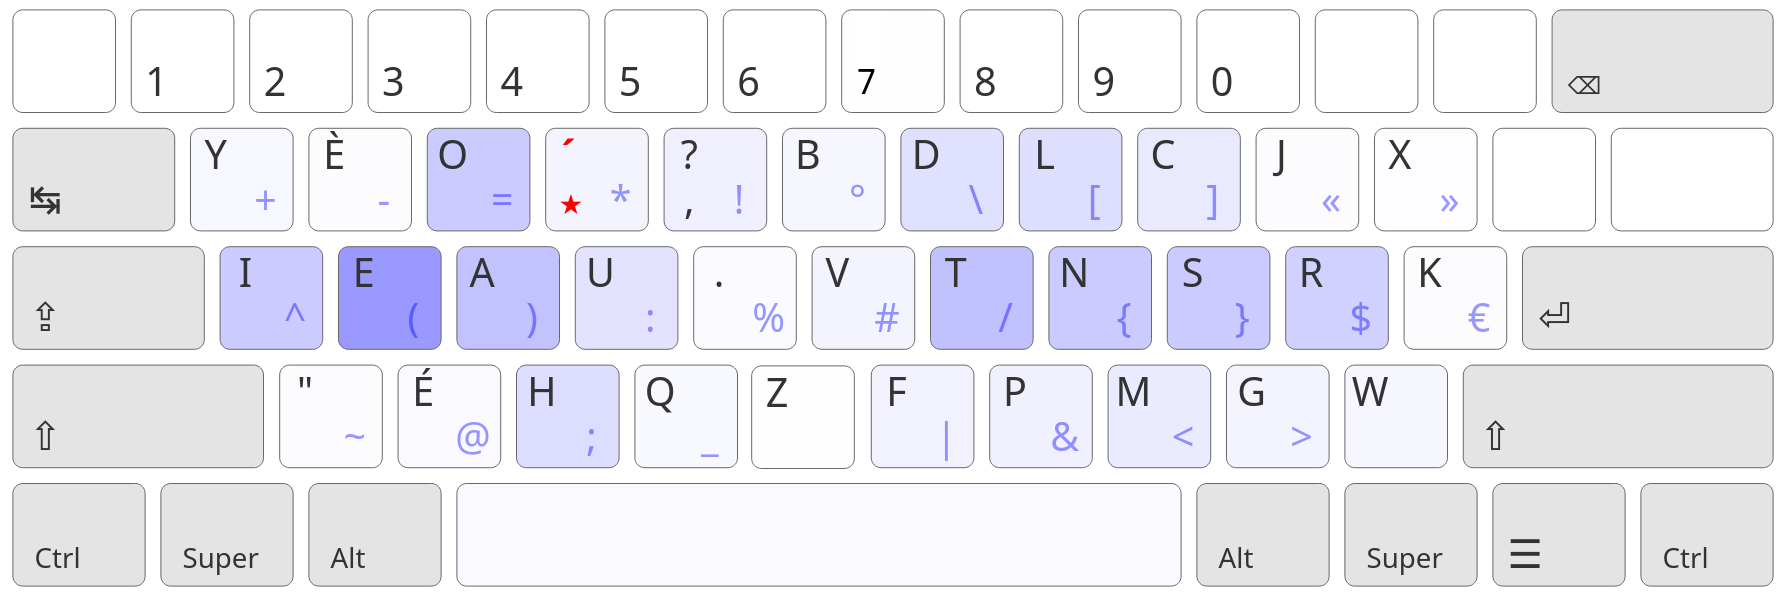 1 2 3 4 5 6 7 8 9 0 ⌫
↹ Y + È - O = ´ ★ * ? , ! B ° D \ L [ C ] J « X »
⇪ I ^ E ( A ) U : . % V # T / N { S } R $ K € ⏎
⇧ " ~ É @ H ; Q _ Z F | P & M < G > W ⇧
Ctrl Super Alt Alt Super ☰ Ctrl